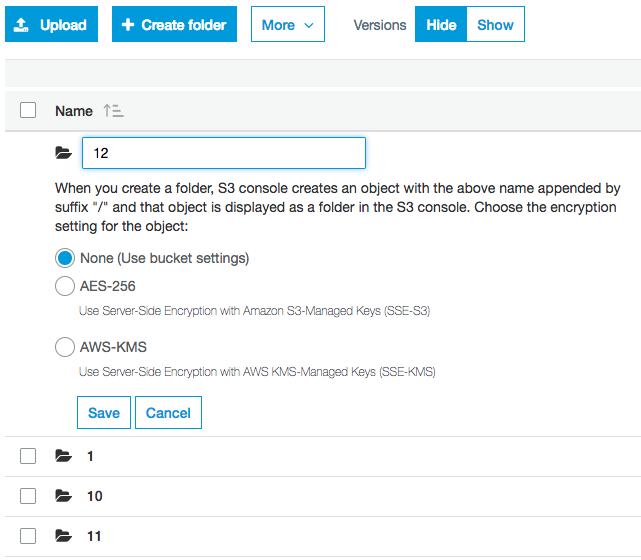 Upload + Create folder More Versions Hide Show
Name
12
When you create a folder, S3 console creates an object with the above name appended by
suffix "/" and that object is displayed as a folder in the S3 console. Choose the encryption
setting for the object:
None (Use bucket settings)
AES-256
Use Server-Side Encryption with Amazon S3-Managed Keys (SSE-S3)
AWS-KMS
Use Server-Side Encryption with AWS KMS-Managed Keys (SSE-KMS)
Save Cancel
1
10
11